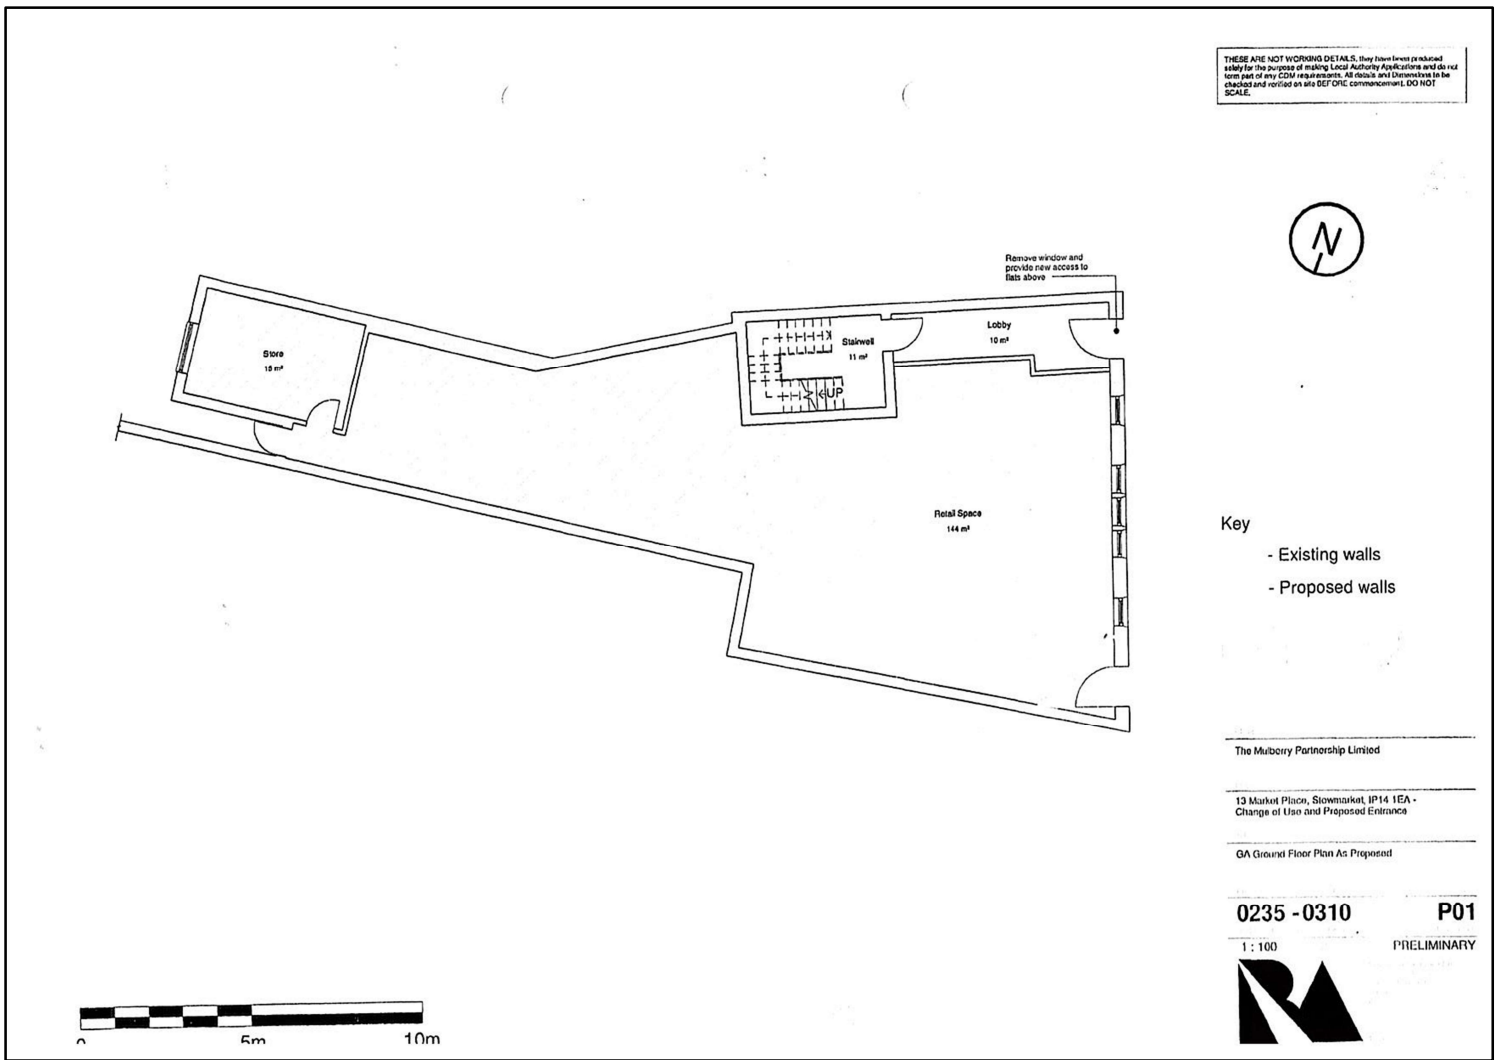 THESE ARE NOT WORKING DETAILS, they have been produced
solely for the purpose of making Local Authority Applications and do not
form part of any CDM requirements. All details and Dimensions to be
checked and verified on site BEFORE commencement. DO NOT
SCALE.
N
Remove window and
provide new access to
flats above
Lobby
10 m²
Stairwell
11 m²
UP
Store
15 m²
Retail Space
144 m²
Key
- Existing walls
- Proposed walls
The Mulberry Partnership Limited
13 Market Place, Stowmarket, IP14 1EA -
Change of Use and Proposed Entrance
GA Ground Floor Plan As Proposed
0235 - 0310 P01
1 : 100 PRELIMINARY
RA
0 5m 10m